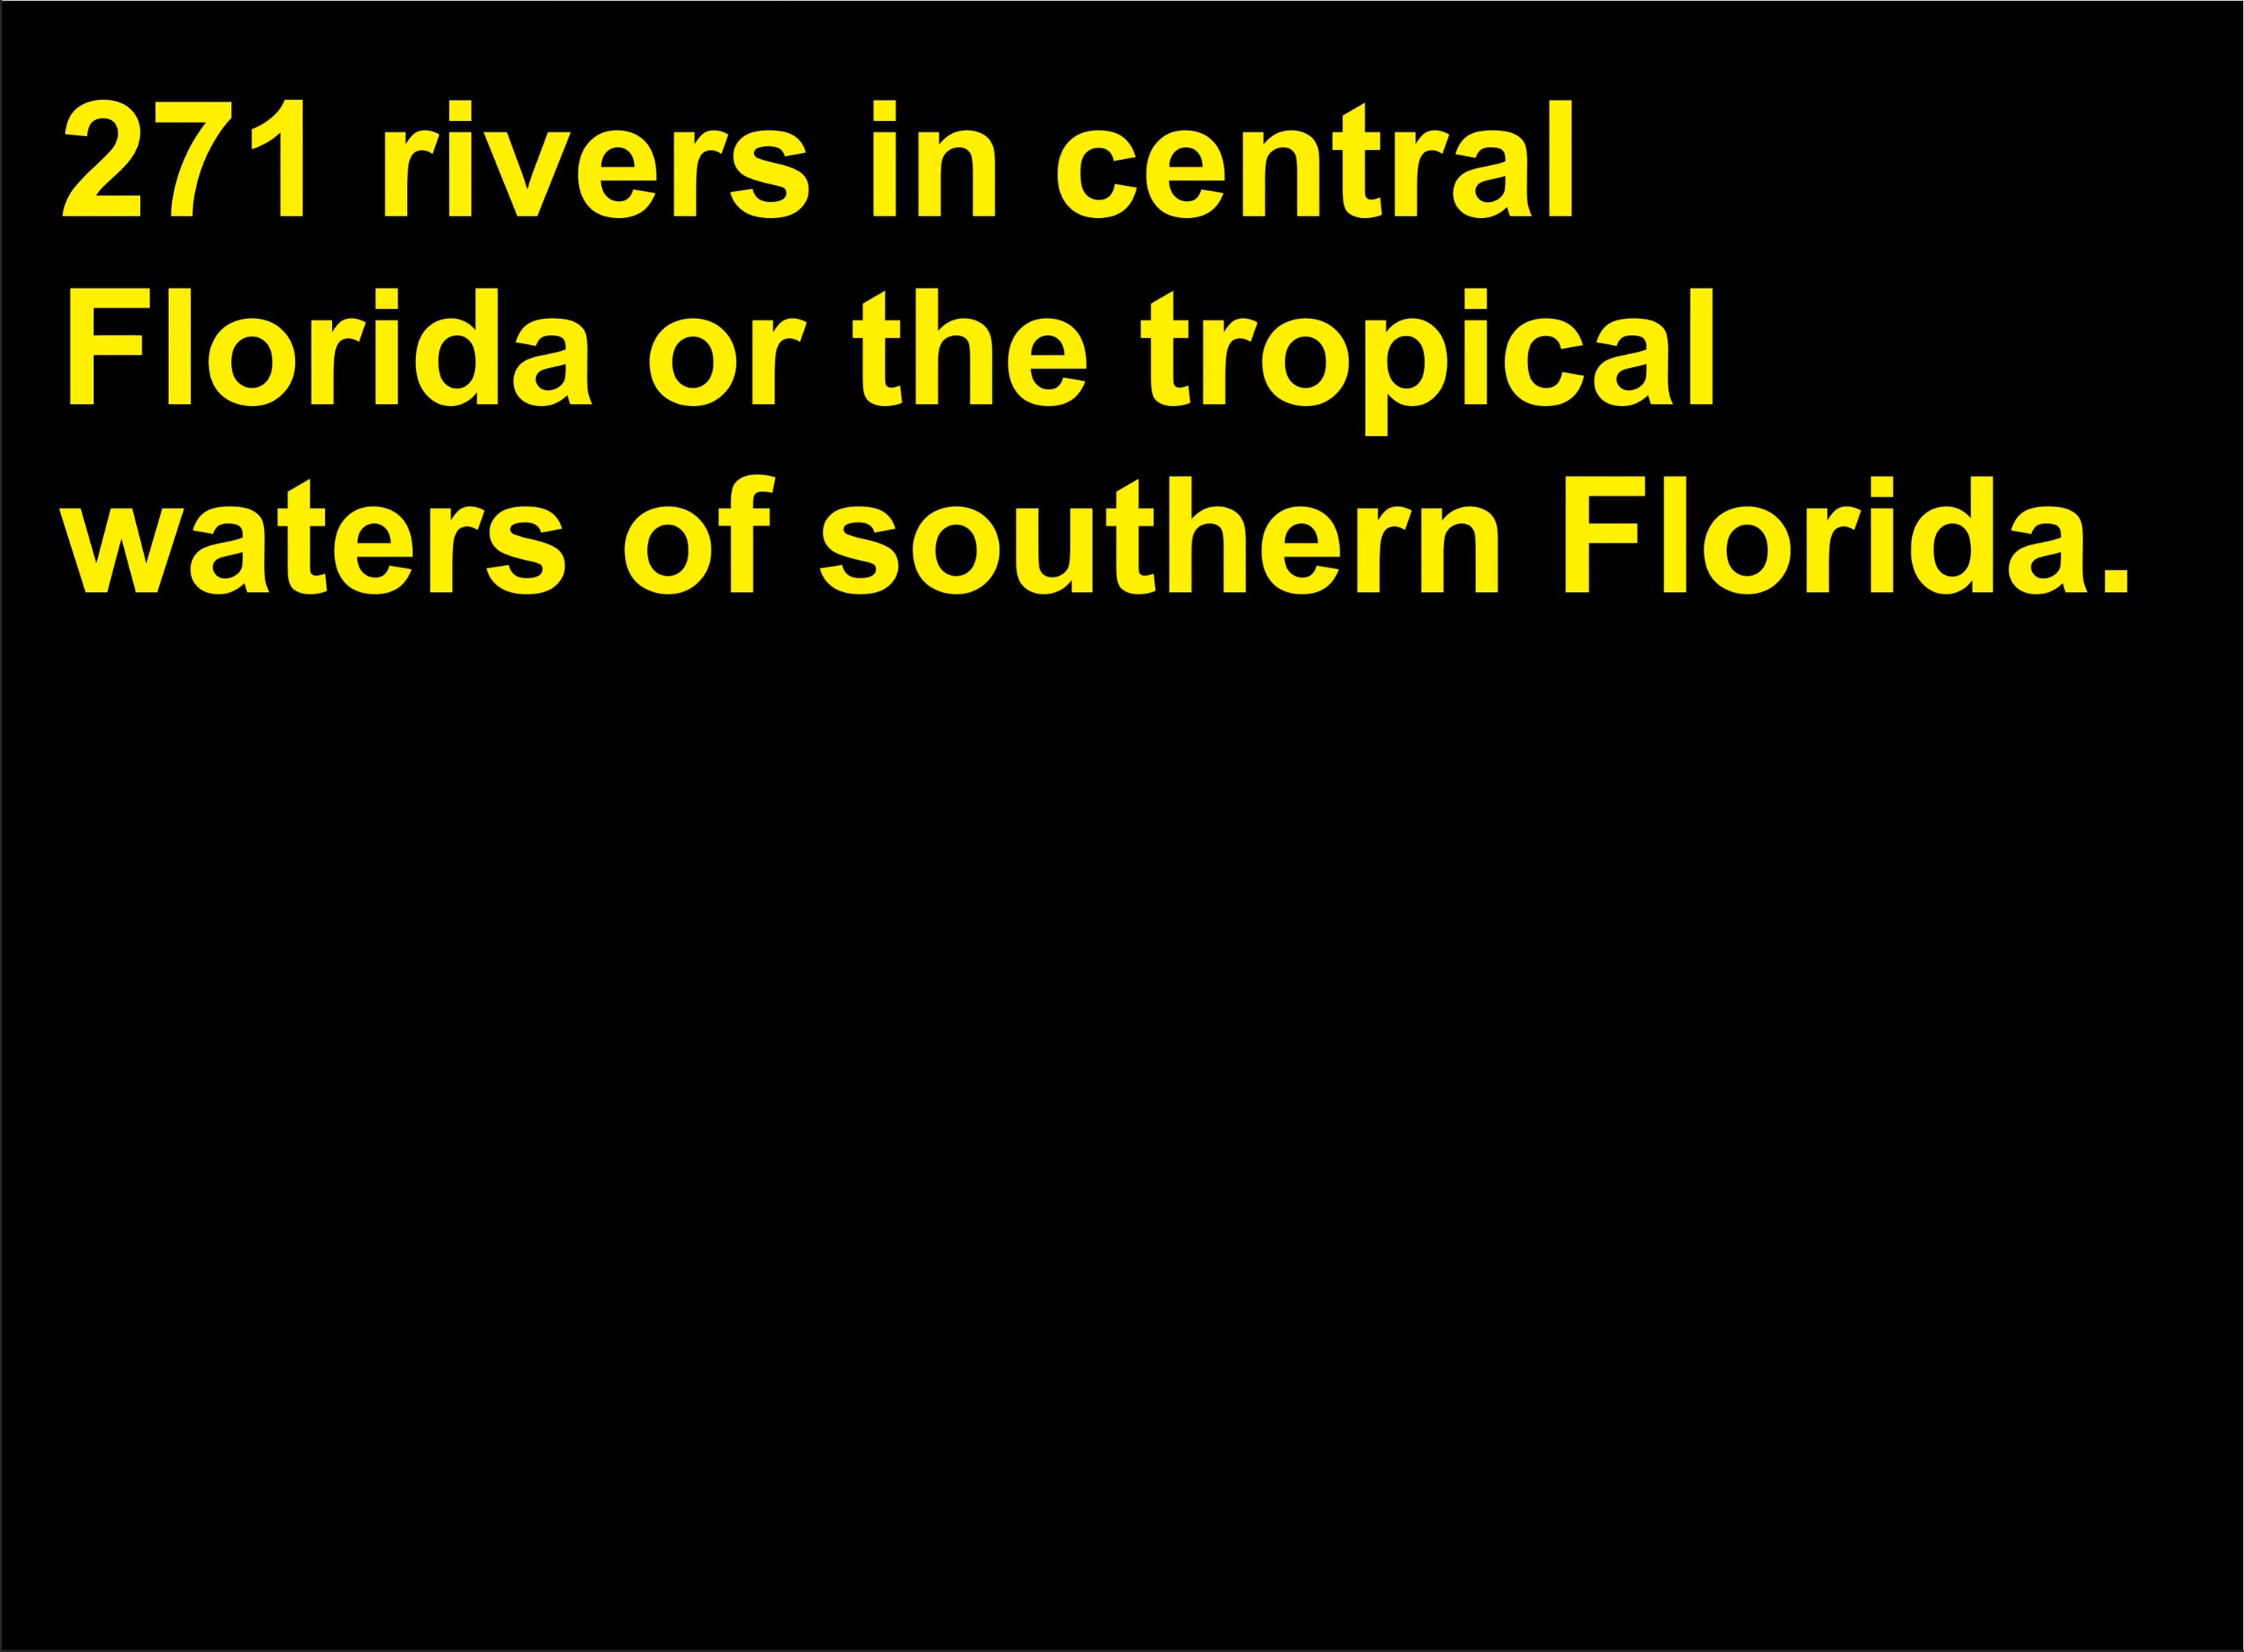 271 rivers in central
Florida or the tropical
waters of southern Florida.